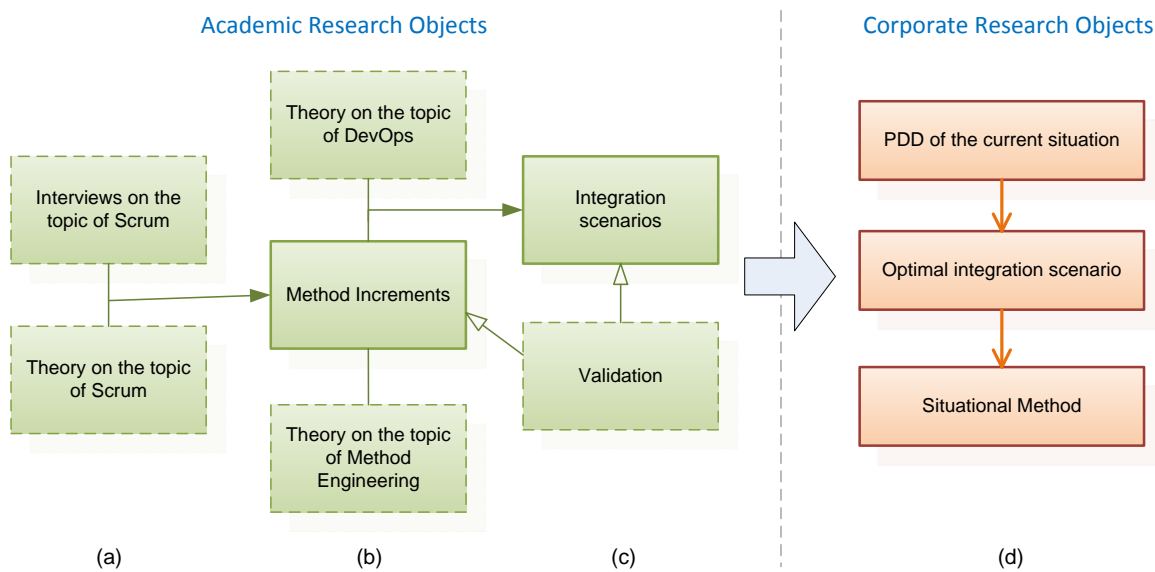 Academic Research Objects
Corporate Research Objects
Theory on the topic
of DevOps
PDD of the current situation
Interviews on the
topic of Scrum
Integration
scenarios
Method Increments
Optimal integration scenario
Theory on the topic
of Scrum
Validation
Situational Method
Theory on the topic
of Method
Engineering
(a)
(b)
(c)
(d)